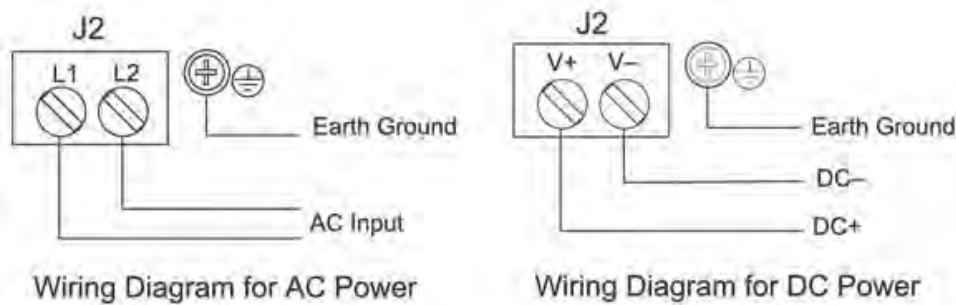 J2
L1 L2
Earth Ground
AC Input
Wiring Diagram for AC Power
J2
V+ V−
Earth Ground
DC−
DC+
Wiring Diagram for DC Power